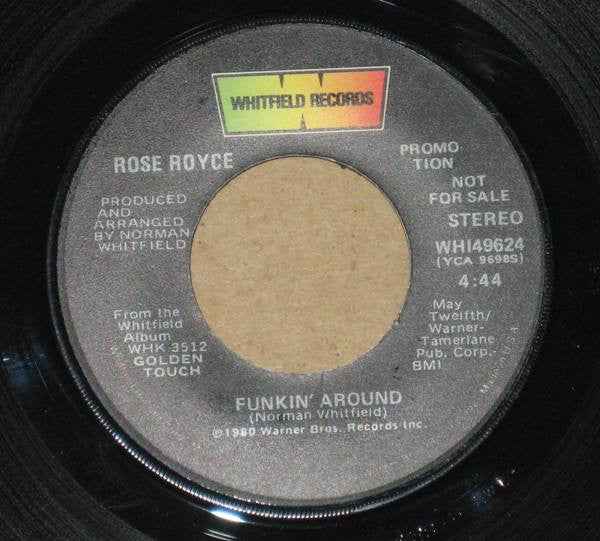 WHITFIELD RECORDS
ROSE ROYCE
PROMO-
TION
NOT
FOR SALE
STEREO
WHI49624
(YCA 9698S)
4:44
PRODUCED
AND
ARRANGED
BY NORMAN
WHITFIELD
From the
Whitfield
Album
WHK 3512
GOLDEN
TOUCH
May
Twelfth/
Warner-
Tamerlane
Pub. Corp.-
BMI
FUNKIN' AROUND
(Norman Whitfield)
©1980 Warner Bros. Records Inc.